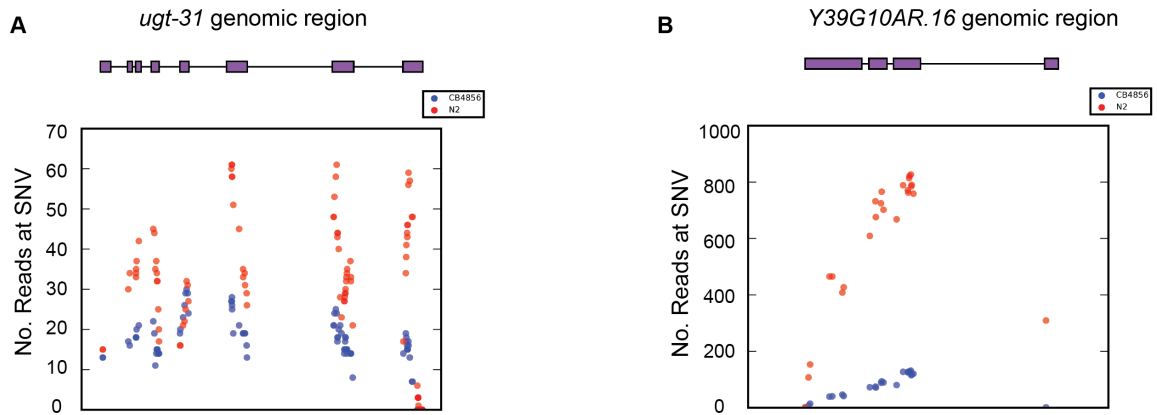 A
ugt-31 genomic region
CB4856
N2
70
60
50
40
30
20
10
0
No. Reads at SNV
B
Y39G10AR.16 genomic region
CB4856
N2
1000
800
600
400
200
0
No. Reads at SNV